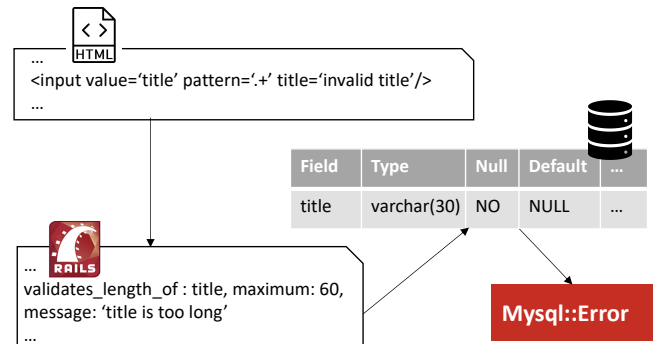 HTML
...
<input value=‘title’ pattern=‘.+’ title=‘invalid title’/>
...
Field Type Null Default ...
title varchar(30) NO NULL ...
RAILS
...
validates_length_of : title, maximum: 60,
message: ‘title is too long’
...
Mysql::Error